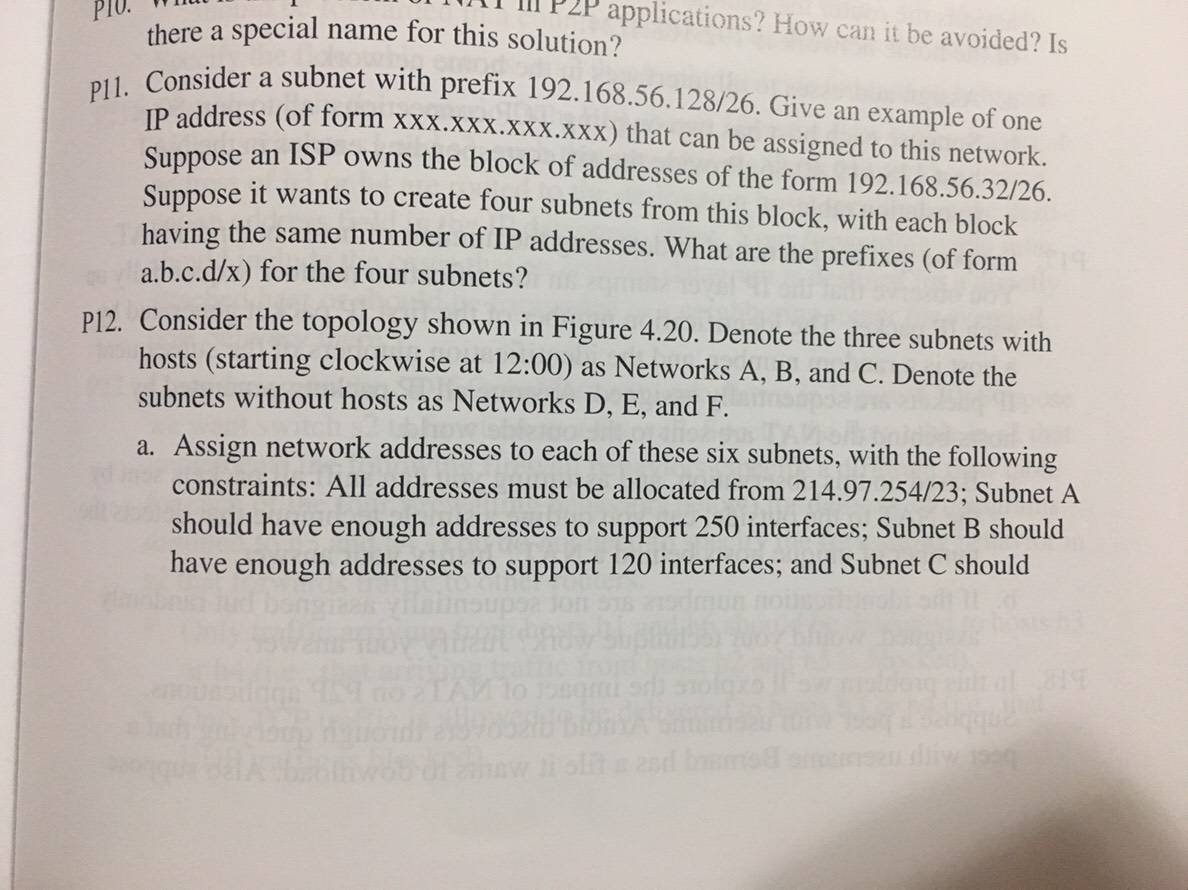 P10.
in P2P applications? How can it be avoided? Is
there a special name for this solution?
P11. Consider a subnet with prefix 192.168.56.128/26. Give an example of one
IP address (of form xxx.xxx.xxx.xxx) that can be assigned to this network.
Suppose an ISP owns the block of addresses of the form 192.168.56.32/26.
Suppose it wants to create four subnets from this block, with each block
having the same number of IP addresses. What are the prefixes (of form
a.b.c.d/x) for the four subnets?
P12. Consider the topology shown in Figure 4.20. Denote the three subnets with
hosts (starting clockwise at 12:00) as Networks A, B, and C. Denote the
subnets without hosts as Networks D, E, and F.
a. Assign network addresses to each of these six subnets, with the following
constraints: All addresses must be allocated from 214.97.254/23; Subnet A
should have enough addresses to support 250 interfaces; Subnet B should
have enough addresses to support 120 interfaces; and Subnet C should